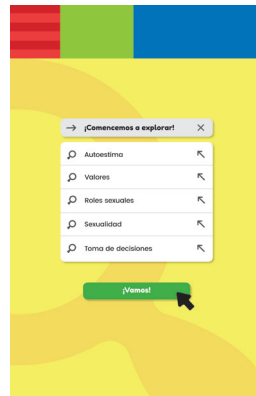 ¡Comencemos a explorar!
Autoestima
Valores
Roles sexuales
Sexualidad
Toma de decisiones
¡Vamos!